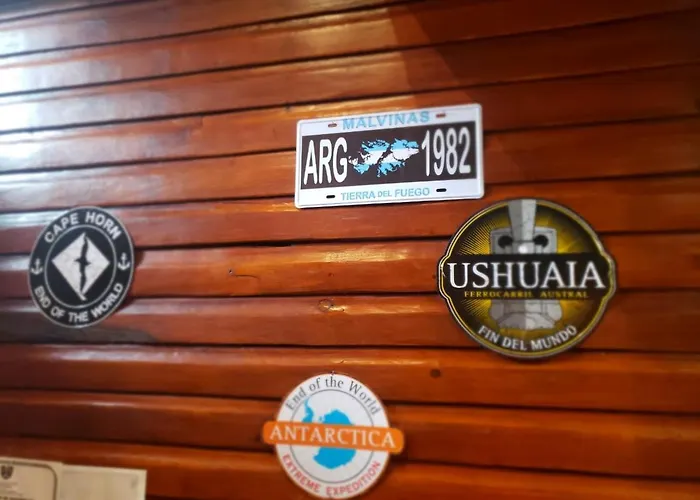 MALVINAS
ARG 1982
TIERRA DEL FUEGO
CAPE HORN
END OF THE WORLD
USHUAIA
FERROCARRIL AUSTRAL
FIN DEL MUNDO
End of the World
ANTARCTICA
EXTREME EXPEDITION